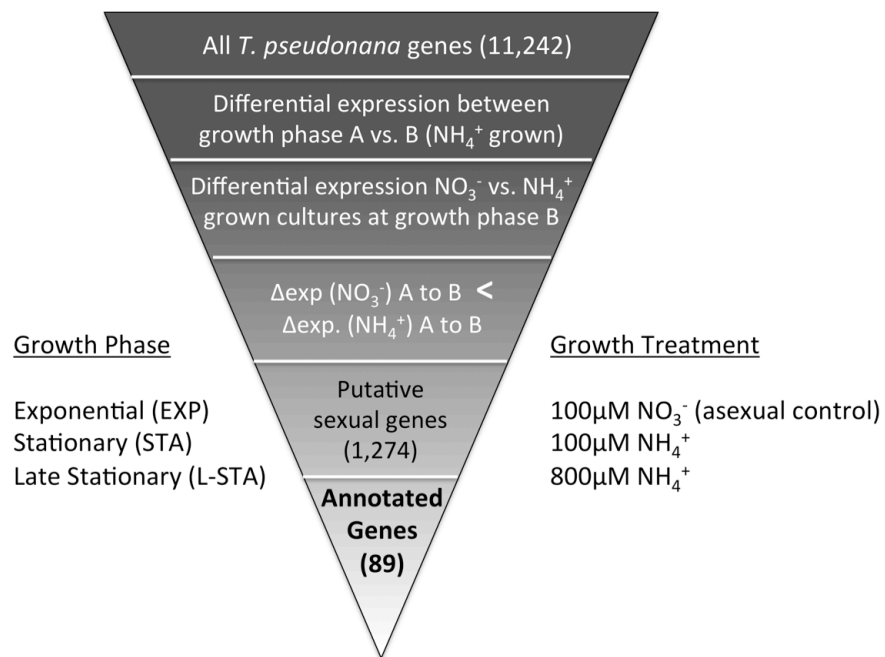 All T. pseudonana genes (11,242)
Differential expression between
growth phase A vs. B (NH₄⁺ grown)
Differential expression NO₃⁻ vs. NH₄⁺
grown cultures at growth phase B
Δexp (NO₃⁻) A to B <
Δexp. (NH₄⁺) A to B
Putative
sexual genes
(1,274)
Annotated
Genes
(89)
Growth Phase
Exponential (EXP)
Stationary (STA)
Late Stationary (L-STA)
Growth Treatment
100μM NO₃⁻ (asexual control)
100μM NH₄⁺
800μM NH₄⁺